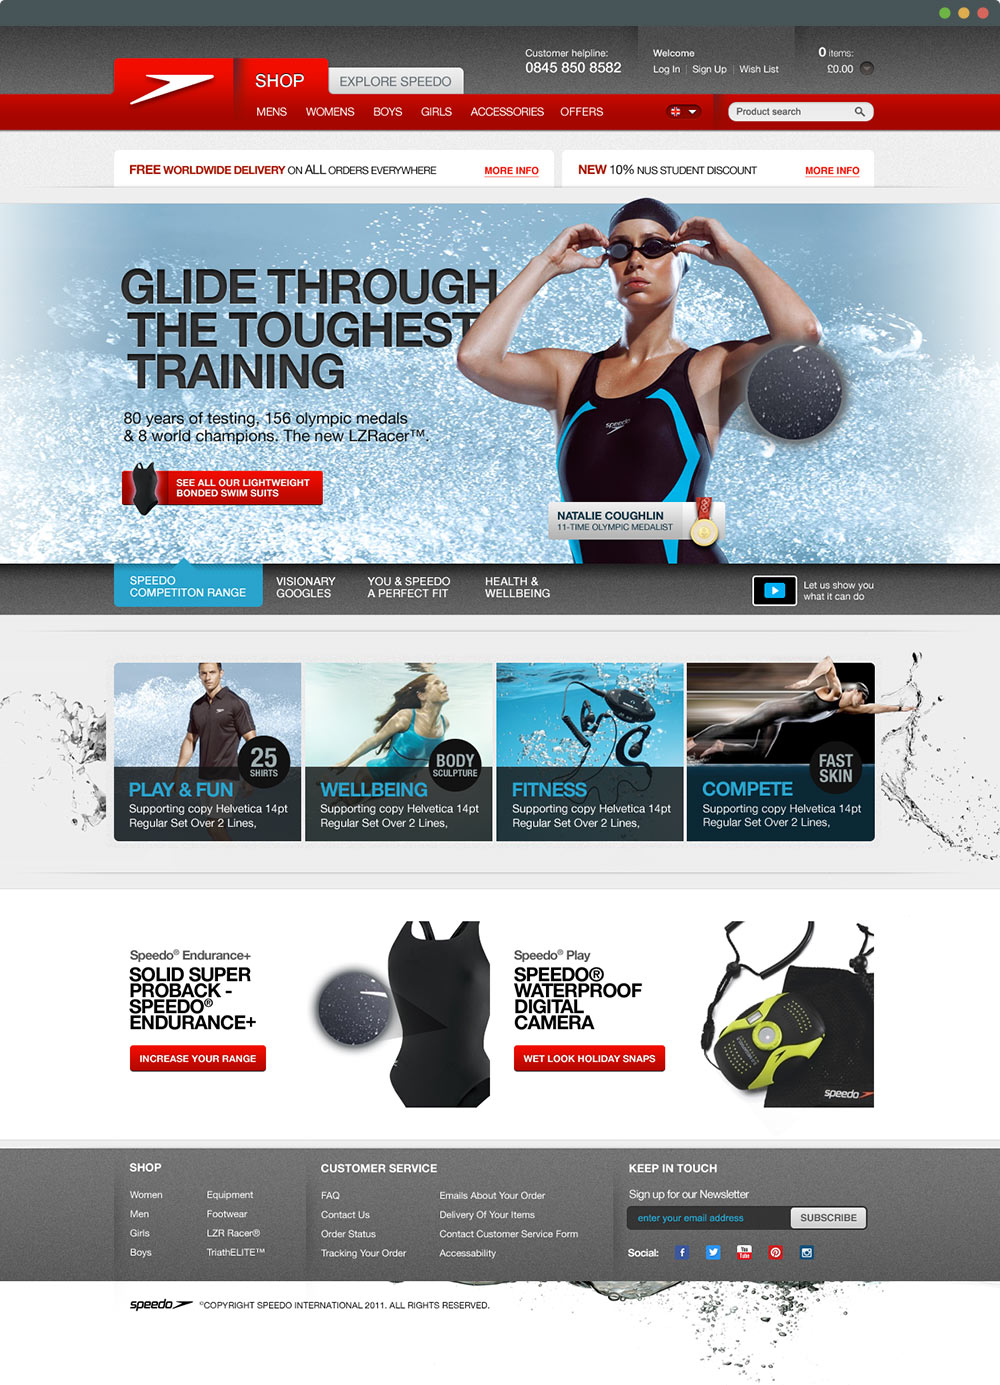 Customer helpline:
0845 850 8582
Welcome
Log In | Sign Up | Wish List
0 items:
£0.00
SHOP
EXPLORE SPEEDO
MENS WOMENS BOYS GIRLS ACCESSORIES OFFERS
Product search
FREE WORLDWIDE DELIVERY ON ALL ORDERS EVERYWHERE
MORE INFO
NEW 10% NUS STUDENT DISCOUNT
MORE INFO
GLIDE THROUGH
THE TOUGHEST
TRAINING
80 years of testing, 156 olympic medals
& 8 world champions. The new LZRacer™.
SEE ALL OUR LIGHTWEIGHT
BONDED SWIM SUITS
speedo
NATALIE COUGHLIN
11-TIME OLYMPIC MEDALIST
SPEEDO
COMPETITON RANGE
VISIONARY
GOOGLES
YOU & SPEEDO
A PERFECT FIT
HEALTH &
WELLBEING
Let us show you
what it can do
25
SHIRTS
PLAY & FUN
Supporting copy Helvetica 14pt
Regular Set Over 2 Lines,
BODY
SCULPTURE
WELLBEING
Supporting copy Helvetica 14pt
Regular Set Over 2 Lines,
FITNESS
Supporting copy Helvetica 14pt
Regular Set Over 2 Lines,
FAST
SKIN
COMPETE
Supporting copy Helvetica 14pt
Regular Set Over 2 Lines,
Speedo® Endurance+
SOLID SUPER
PROBACK -
SPEEDO®
ENDURANCE+
INCREASE YOUR RANGE
Speedo® Play
SPEEDO®
WATERPROOF
DIGITAL
CAMERA
WET LOOK HOLIDAY SNAPS
speedo
SHOP
Women
Men
Girls
Boys
Equipment
Footwear
LZR Racer®
TriathELITE™
CUSTOMER SERVICE
FAQ
Contact Us
Order Status
Tracking Your Order
Emails About Your Order
Delivery Of Your Items
Contact Customer Service Form
Accessability
KEEP IN TOUCH
Sign up for our Newsletter
enter your email address
SUBSCRIBE
Social:
You
Tube
speedo
©COPYRIGHT SPEEDO INTERNATIONAL 2011. ALL RIGHTS RESERVED.